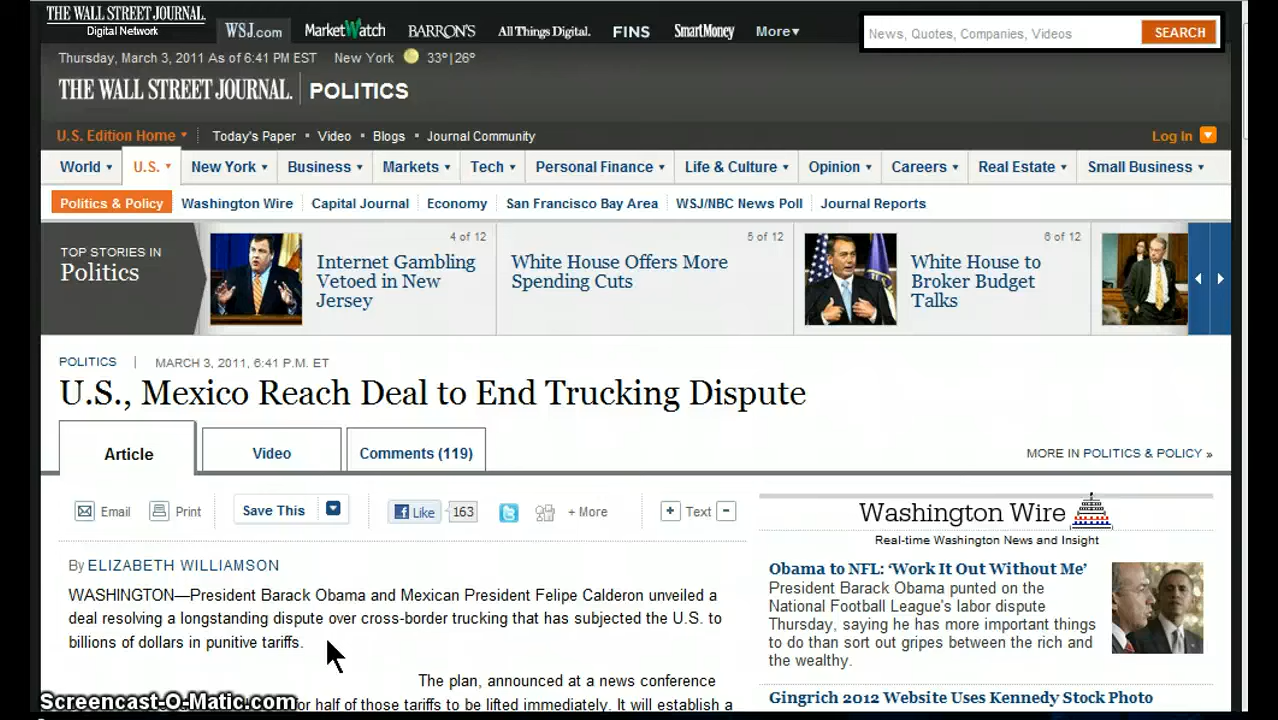 THE WALL STREET JOURNAL.
Digital Network
WSJ.com MarketWatch BARRON'S All Things Digital. FINS SmartMoney More▾
News, Quotes, Companies, Videos SEARCH
Thursday, March 3, 2011 As of 6:41 PM EST New York 33º|26º
THE WALL STREET JOURNAL. POLITICS
U.S. Edition Home Today's Paper • Video • Blogs • Journal Community Log In
World U.S. New York Business Markets Tech Personal Finance Life & Culture Opinion Careers Real Estate Small Business
Politics & Policy Washington Wire Capital Journal Economy San Francisco Bay Area WSJ/NBC News Poll Journal Reports
TOP STORIES IN
Politics
4 of 12
Internet Gambling
Vetoed in New
Jersey
5 of 12
White House Offers More
Spending Cuts
6 of 12
White House to
Broker Budget
Talks
POLITICS | MARCH 3, 2011, 6:41 P.M. ET
U.S., Mexico Reach Deal to End Trucking Dispute
Article Video Comments (119)
MORE IN POLITICS & POLICY »
Email Print Save This Like 163 + More + Text −
By ELIZABETH WILLIAMSON
WASHINGTON—President Barack Obama and Mexican President Felipe Calderon unveiled a
deal resolving a longstanding dispute over cross-border trucking that has subjected the U.S. to
billions of dollars in punitive tariffs.
The plan, announced at a news conference
or half of those tariffs to be lifted immediately. It will establish a
Washington Wire
Real-time Washington News and Insight
Obama to NFL: ‘Work It Out Without Me’
President Barack Obama punted on the
National Football League's labor dispute
Thursday, saying he has more important things
to do than sort out gripes between the rich and
the wealthy.
Gingrich 2012 Website Uses Kennedy Stock Photo
Screencast-O-Matic.com